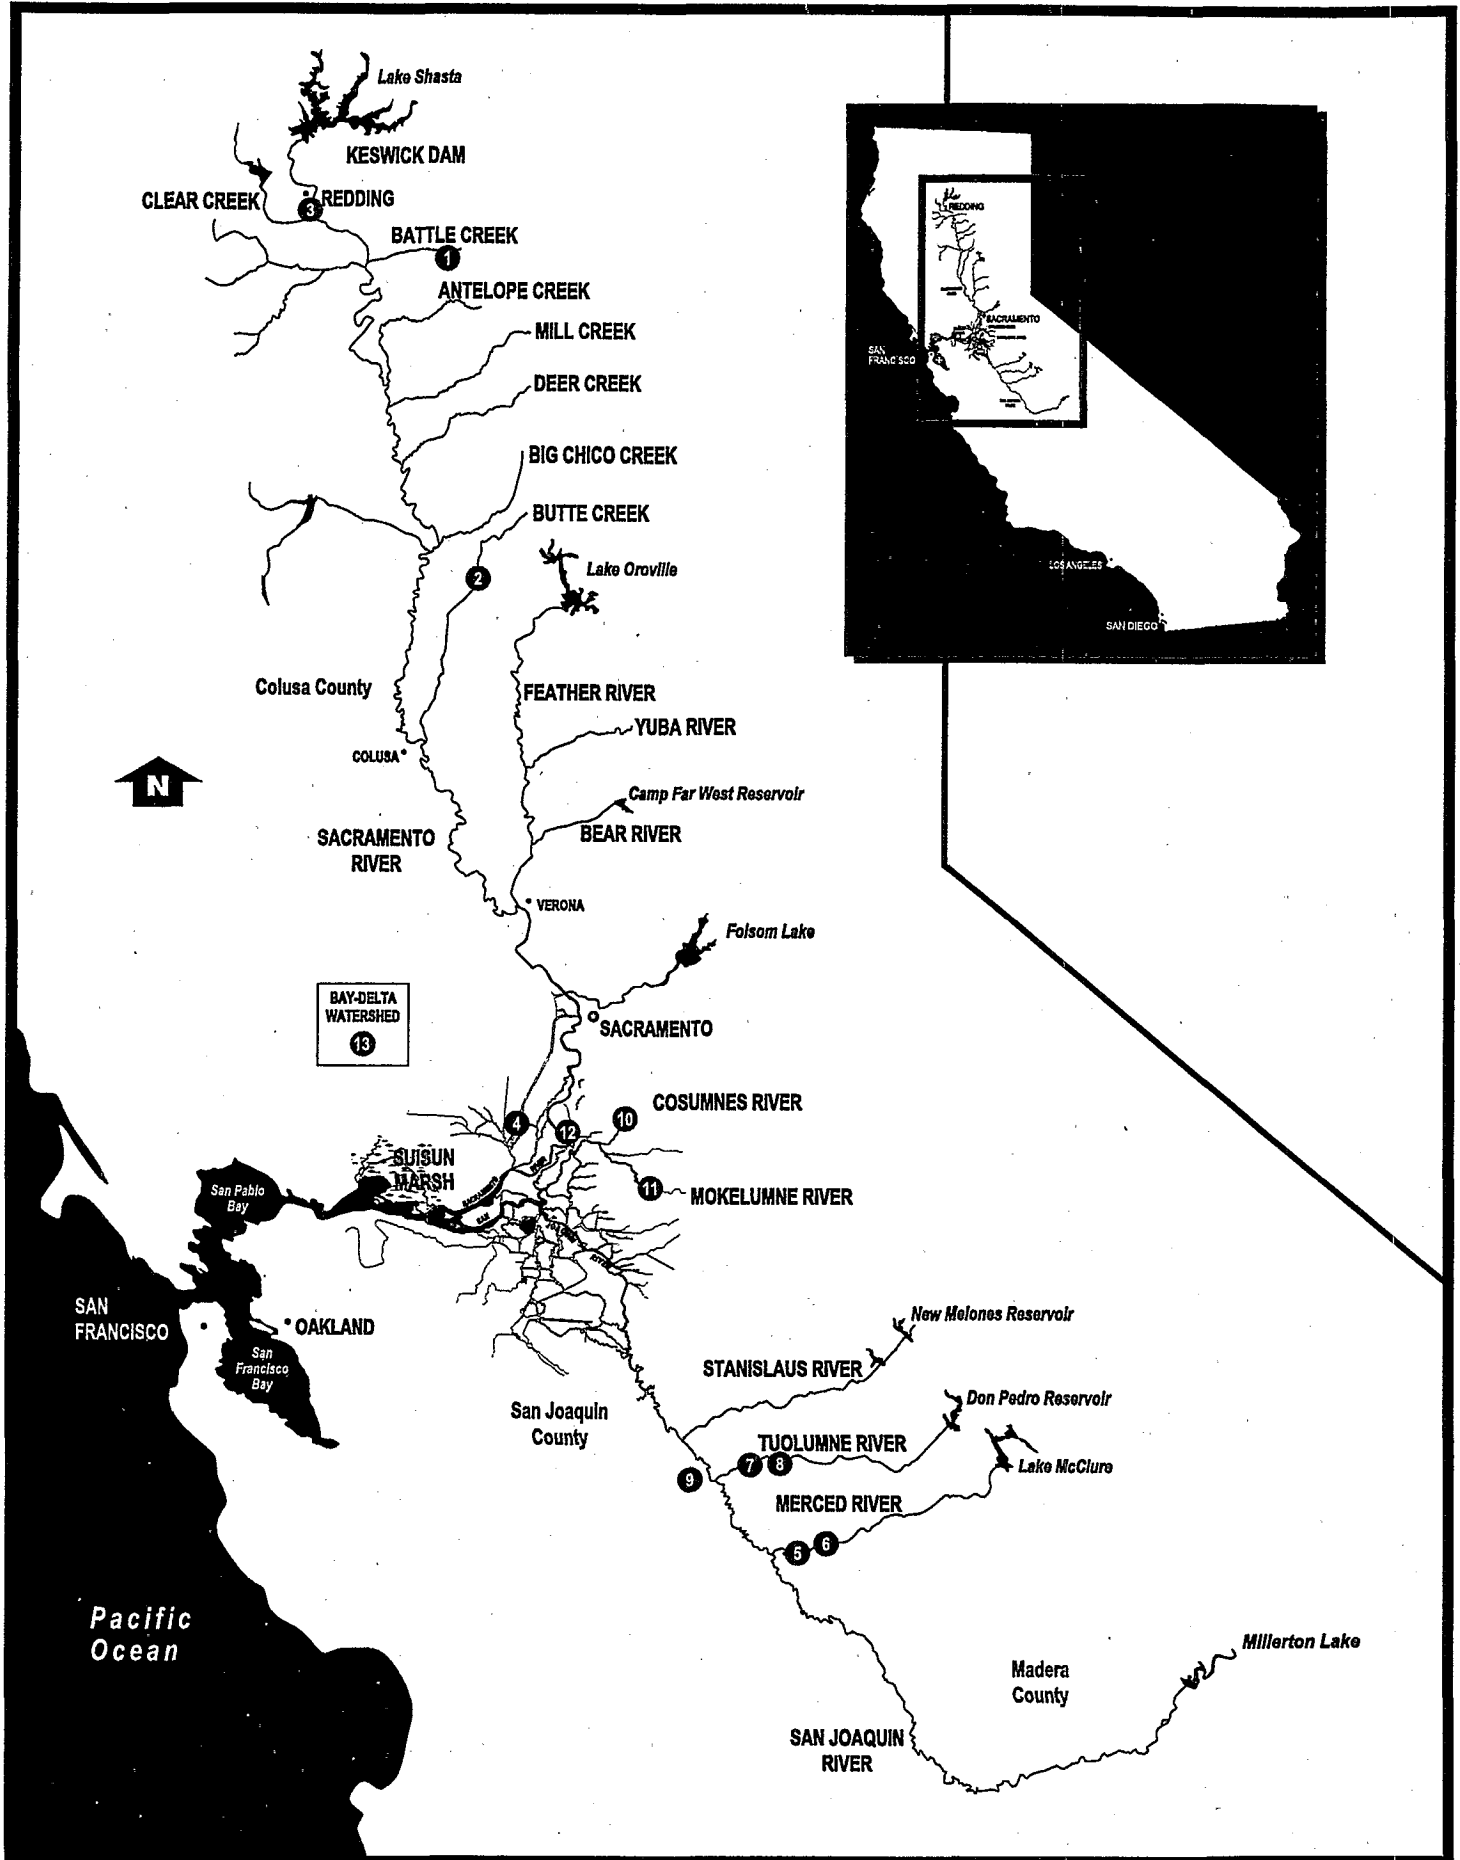 Lake Shasta
KESWICK DAM
CLEAR CREEK
REDDING
3
BATTLE CREEK
1
ANTELOPE CREEK
MILL CREEK
DEER CREEK
BIG CHICO CREEK
BUTTE CREEK
2
Lake Oroville
Colusa County
FEATHER RIVER
YUBA RIVER
COLUSA
N
Camp Far West Reservoir
SACRAMENTO
RIVER
BEAR RIVER
VERONA
Folsom Lake
BAY-DELTA
WATERSHED
13
SACRAMENTO
COSUMNES RIVER
10
4
12
SUISUN
MARSH
SACRAMENTO
RIVER
San Pablo
Bay
11
MOKELUMNE RIVER
SAN
JOAQUIN
RIVER
SAN
FRANCISCO
OAKLAND
San
Francisco
Bay
New Melones Reservoir
STANISLAUS RIVER
San Joaquin
County
Don Pedro Reservoir
TUOLUMNE RIVER
7
8
9
Lake McClure
MERCED RIVER
5
6
Pacific
Ocean
Millerton Lake
Madera
County
SAN JOAQUIN
RIVER
REDDING
SACRAMENTO
SAN
FRANCISCO
LOS ANGELES
SAN DIEGO